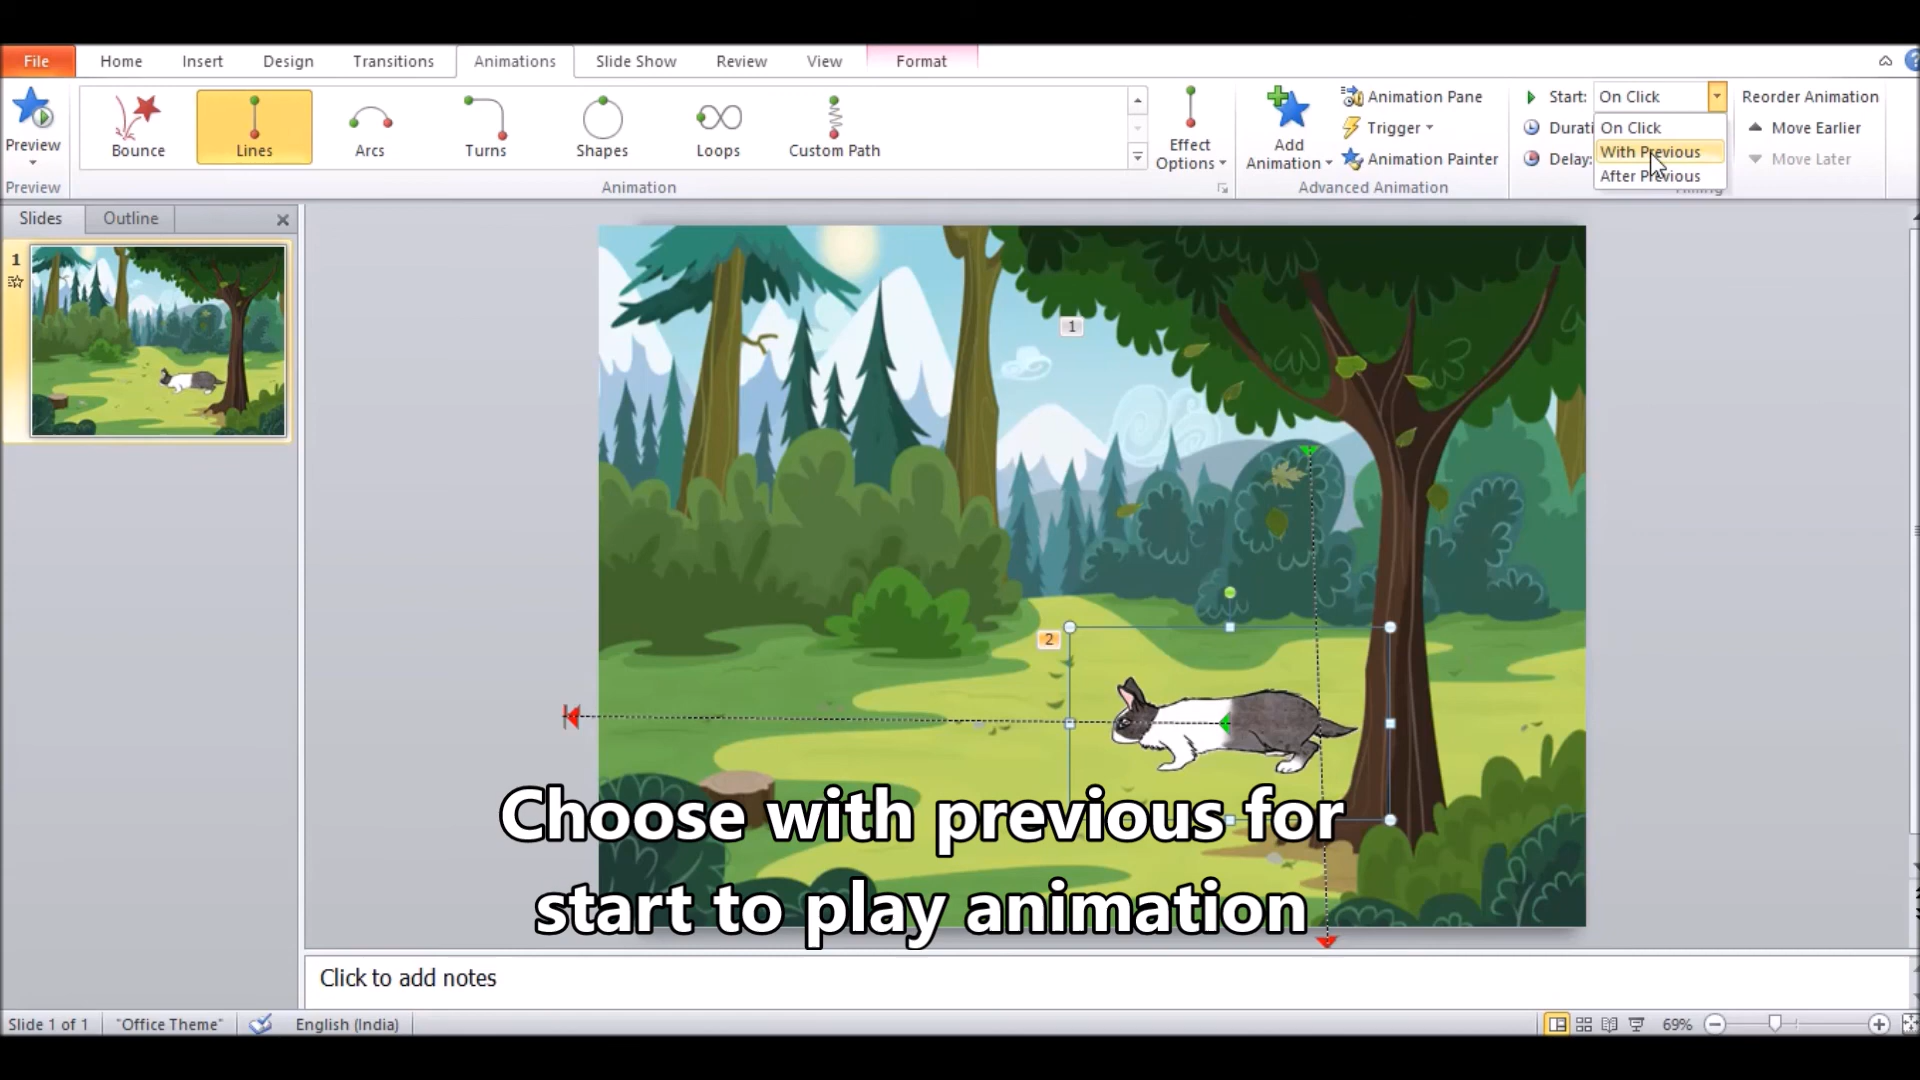 File Home Insert Design Transitions Animations Slide Show Review View Format
Preview
Bounce Lines Arcs Turns Shapes Loops Custom Path
Effect Options
Add Animation
Animation Pane
Trigger
Animation Painter
Start: On Click
Delay:
On Click
With Previous
After Previous
Reorder Animation
Move Earlier
Move Later
Preview Animation Advanced Animation
Slides Outline
1
1
2
Choose with previous for
start to play animation
Click to add notes
Slide 1 of 1 "Office Theme" English (India) 69%